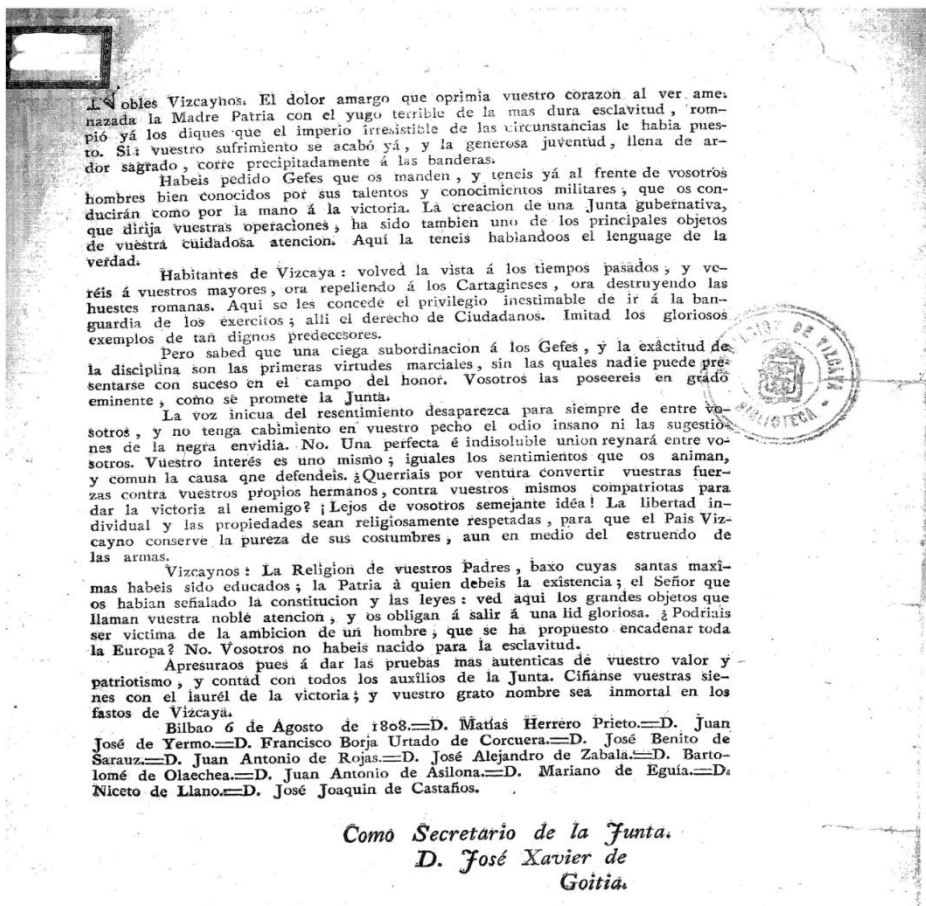 Nobles Vizcaynos. El dolor amargo que oprimia vuestro corazon al ver ame-
nazada la Madre Patria con el yugo terrible de la mas dura esclavitud, rom-
pió yá los diques que el imperio irresistible de las circunstancias le habia pues-
to. Si: vuestro sufrimiento se acabó yá, y la generosa juventud, llena de ar-
dor sagrado, corre precipitadamente á las banderas.
Habeis pedido Gefes que os manden, y teneis yá al frente de vosotros
hombres bien conocidos por sus talentos y conocimientos militares, que os con-
ducirán como por la mano á la victoria. La creacion de una Junta gubernativa,
que dirija vuestras operaciones, ha sido tambien uno de los principales objetos
de vuestra cuidadosa atencion. Aquí la teneis hablandoos el lenguage de la
verdad.
Habitantes de Vizcaya: volved la vista á los tiempos pasados, y ve-
réis á vuestros mayores, ora repeliendo á los Cartagineses, ora destruyendo las
huestes romanas. Aqui se les concede el privilegio inestimable de ir á la ban-
guardia de los exercitos; alli el derecho de Ciudadanos. Imitad los gloriosos
exemplos de tan dignos predecesores.
Pero sabed que una ciega subordinacion á los Gefes, y la exâctitud de
la disciplina son las primeras virtudes marciales, sin las quales nadie puede pre-
sentarse con suceso en el campo del honor. Vosotros las poseereis en grado
eminente, como se promete la Junta.
La voz inicua del resentimiento desaparezca para siempre de entre vo-
sotros, y no tenga cabimiento en vuestro pecho el odio insano ni las sugestio-
nes de la negra envidia. No. Una perfecta é indisoluble union reynará entre vo-
sotros. Vuestro interés es uno mismo; iguales los sentimientos que os animan,
y comun la causa qne defendeis. ¿Querriais por ventura convertir vuestras fuer-
zas contra vuestros propios hermanos, contra vuestros mismos compatriotas para
dar la victoria al enemigo? ¡Lejos de vosotros semejante idéa! La libertad in-
dividual y las propiedades sean religiosamente respetadas, para que el Pais Viz-
cayno conserve la pureza de sus costumbres, aun en medio del estruendo de
las armas.
Vizcaynos: La Religion de vuestros Padres, baxo cuyas santas maxî-
mas habeis sido educados; la Patria à quien debeis la existencia; el Señor que
os habian señalado la constitucion y las leyes: ved aqui los grandes objetos que
llaman vuestra noble atencion, y os obligan á salir á una lid gloriosa. ¿Podriais
ser victima de la ambicion de un hombre, que se ha propuesto encadenar toda
la Europa? No. Vosotros no habeis nacido para la esclavitud.
Apresuraos pues á dar las pruebas mas autenticas de vuestro valor y
patriotismo, y contad con todos los auxîlios de la Junta. Ciñanse vuestras sie-
nes con el laurél de la victoria; y vuestro grato nombre sea inmortal en los
fastos de Vizcaya.
Bilbao 6 de Agosto de 1808.=D. Matías Herrero Prieto.=D. Juan
José de Yermo.=D. Francisco Borja Urtado de Corcuera.=D. José Benito de
Sarauz.=D. Juan Antonio de Rojas.=D. José Alejandro de Zabala.=D. Barto-
lomé de Olaechea.=D. Juan Antonio de Asilona.=D. Mariano de Eguía.=D.
Niceto de Llano.=D. José Joaquin de Castaños.
Como Secretario de la Junta.
D. José Xavier de
Goitia.
DE VIZCAYA
BIBLIOTECA